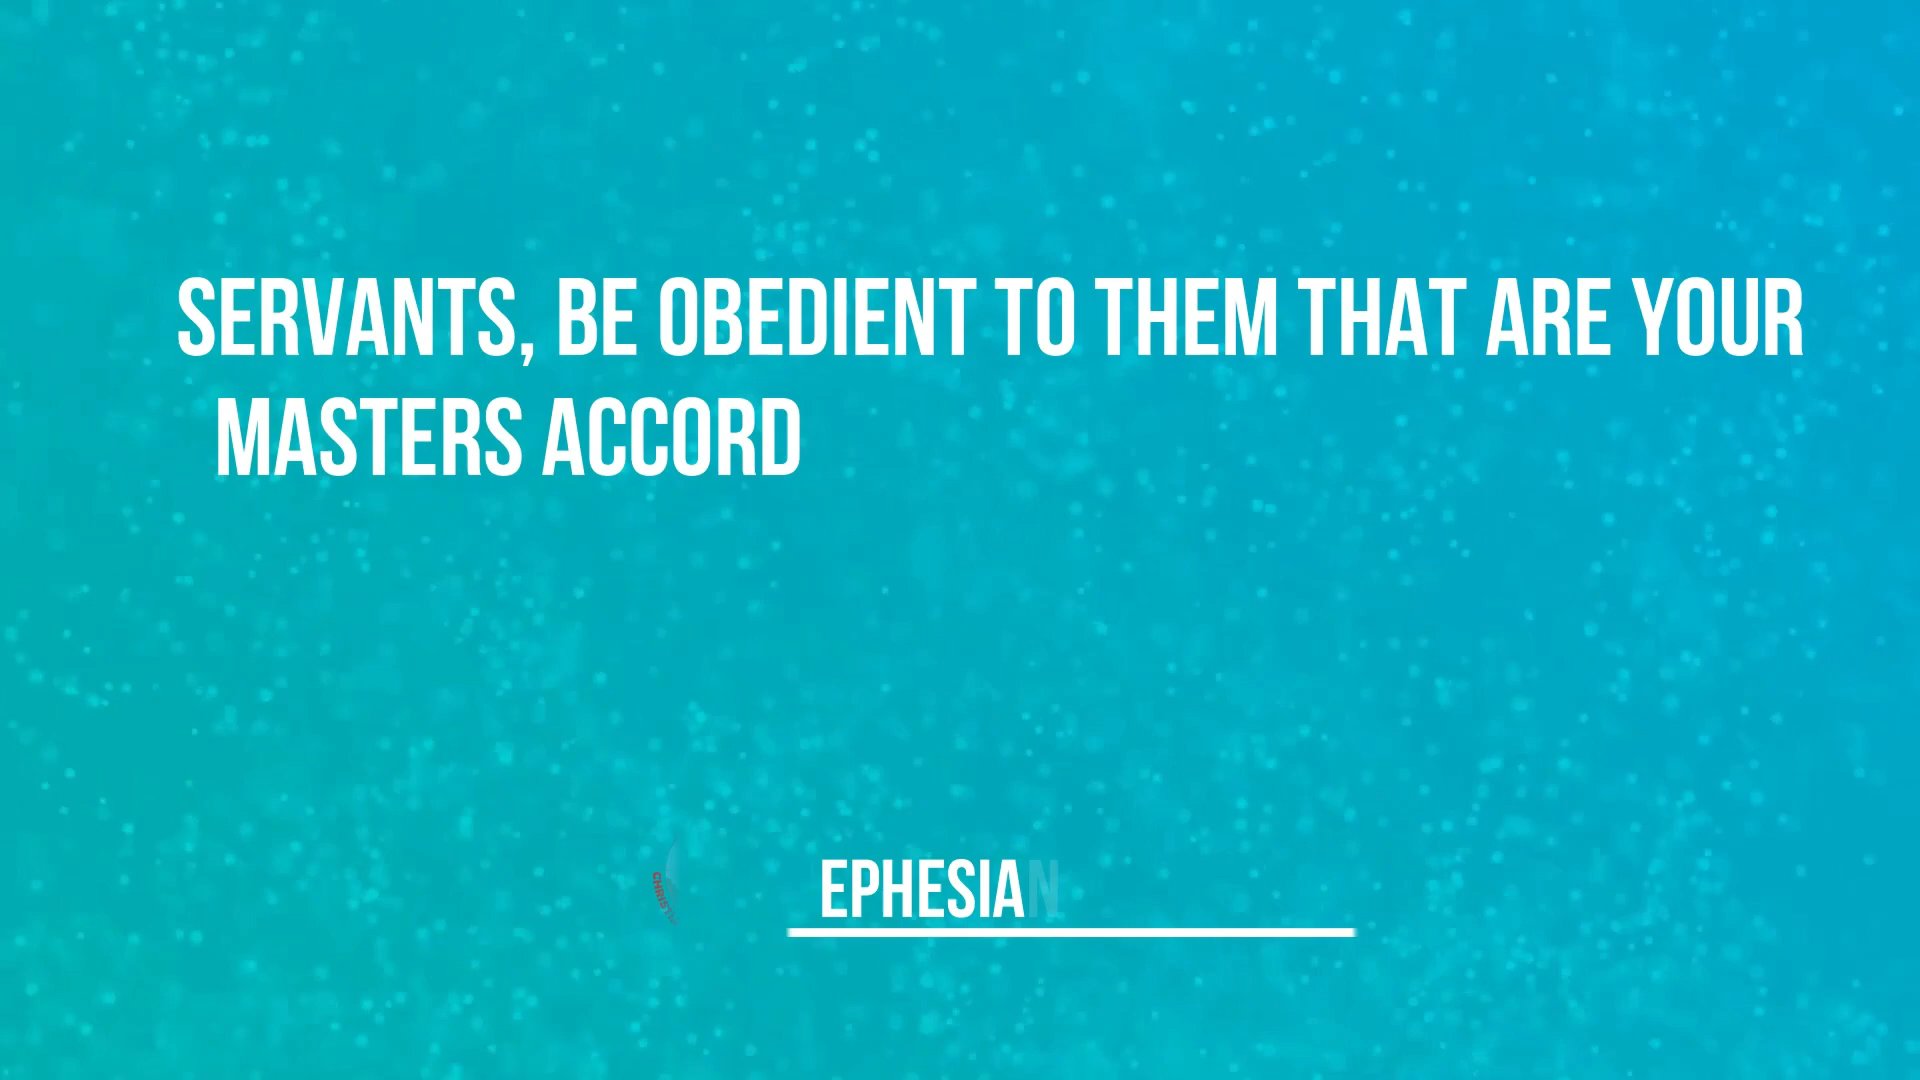 SERVANTS, BE OBEDIENT TO THEM THAT ARE YOUR
MASTERS ACCORD
EPHESIAN